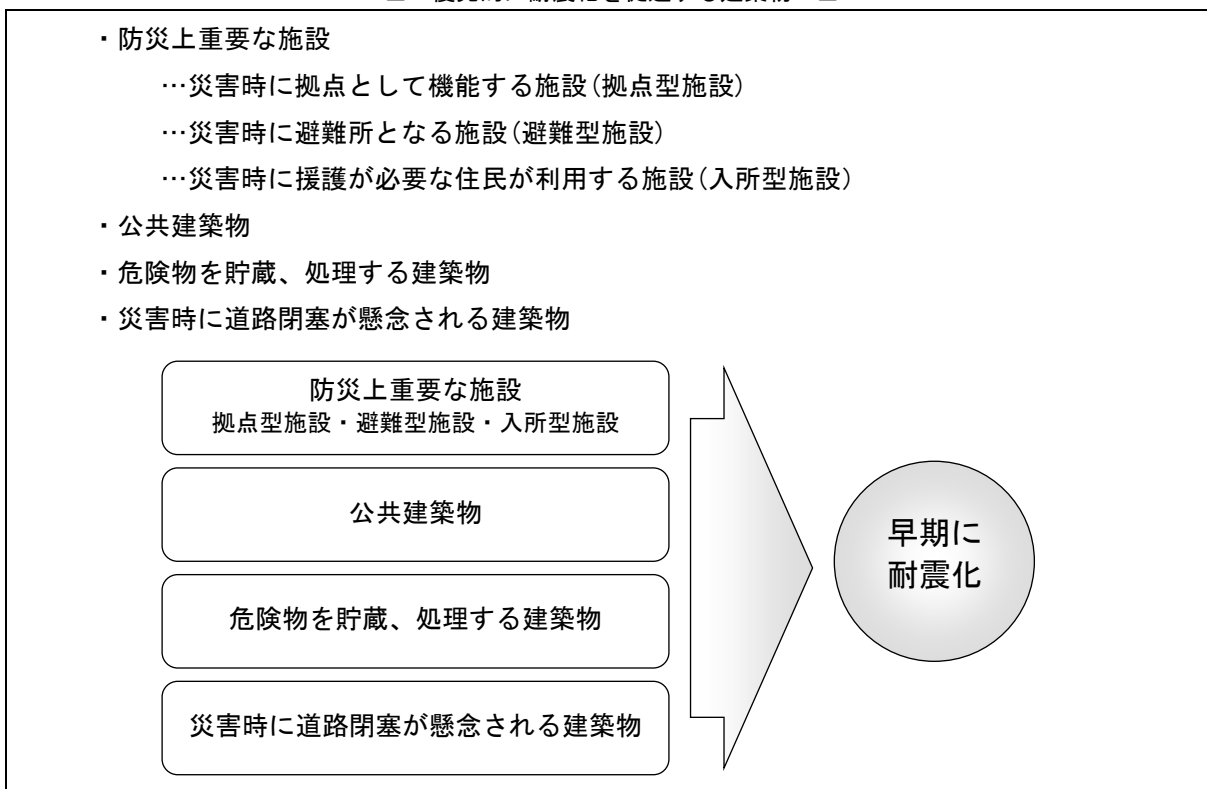 ・防災上重要な施設
…災害時に拠点として機能する施設(拠点型施設)
…災害時に避難所となる施設(避難型施設)
…災害時に援護が必要な住民が利用する施設(入所型施設)
・公共建築物
・危険物を貯蔵、処理する建築物
・災害時に道路閉塞が懸念される建築物
防災上重要な施設
拠点型施設・避難型施設・入所型施設
公共建築物
危険物を貯蔵、処理する建築物
災害時に道路閉塞が懸念される建築物
早期に
耐震化